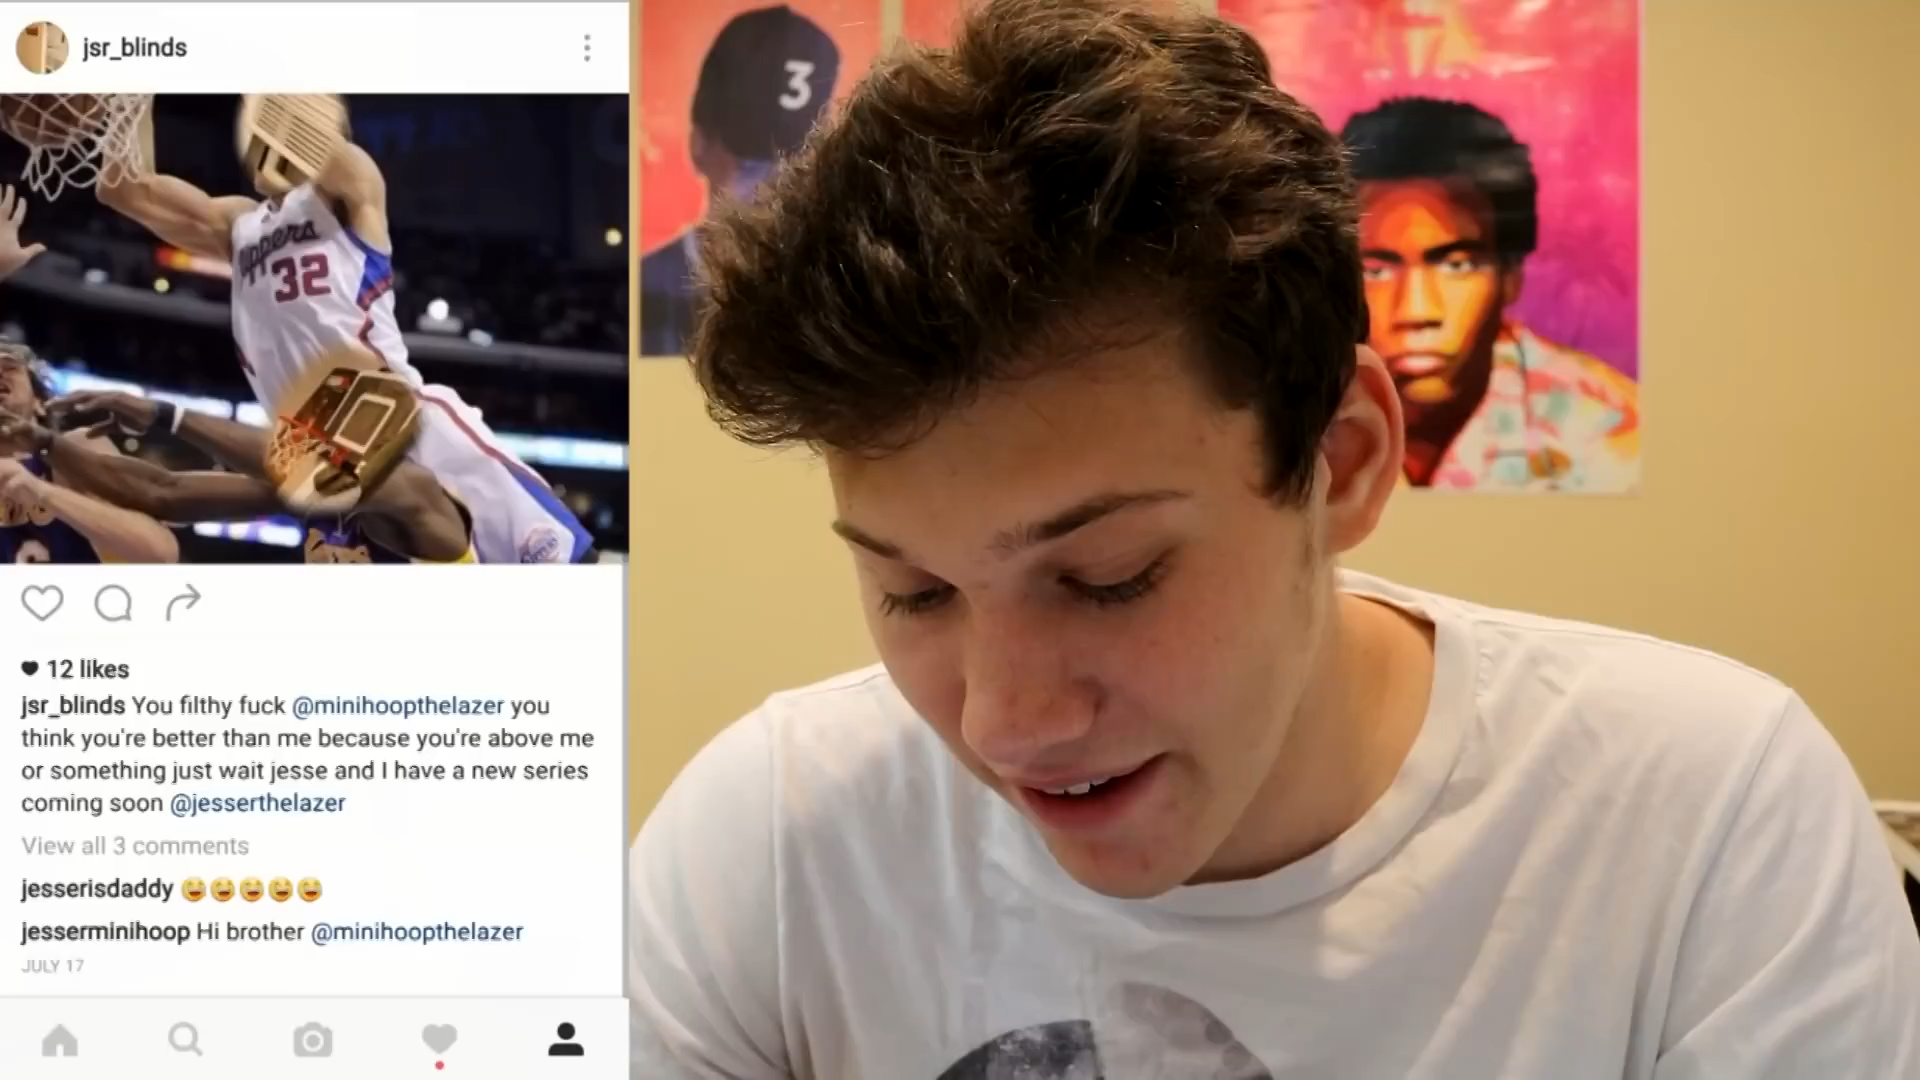 jsr_blinds
3
Clippers
32
12 likes
jsr_blinds You filthy fuck @minihoopthelazer you
think you're better than me because you're above me
or something just wait jesse and I have a new series
coming soon @jesserthelazer
View all 3 comments
jesserisdaddy 😅😅😅😅😅
jesserminihoop Hi brother @minihoopthelazer
JULY 17